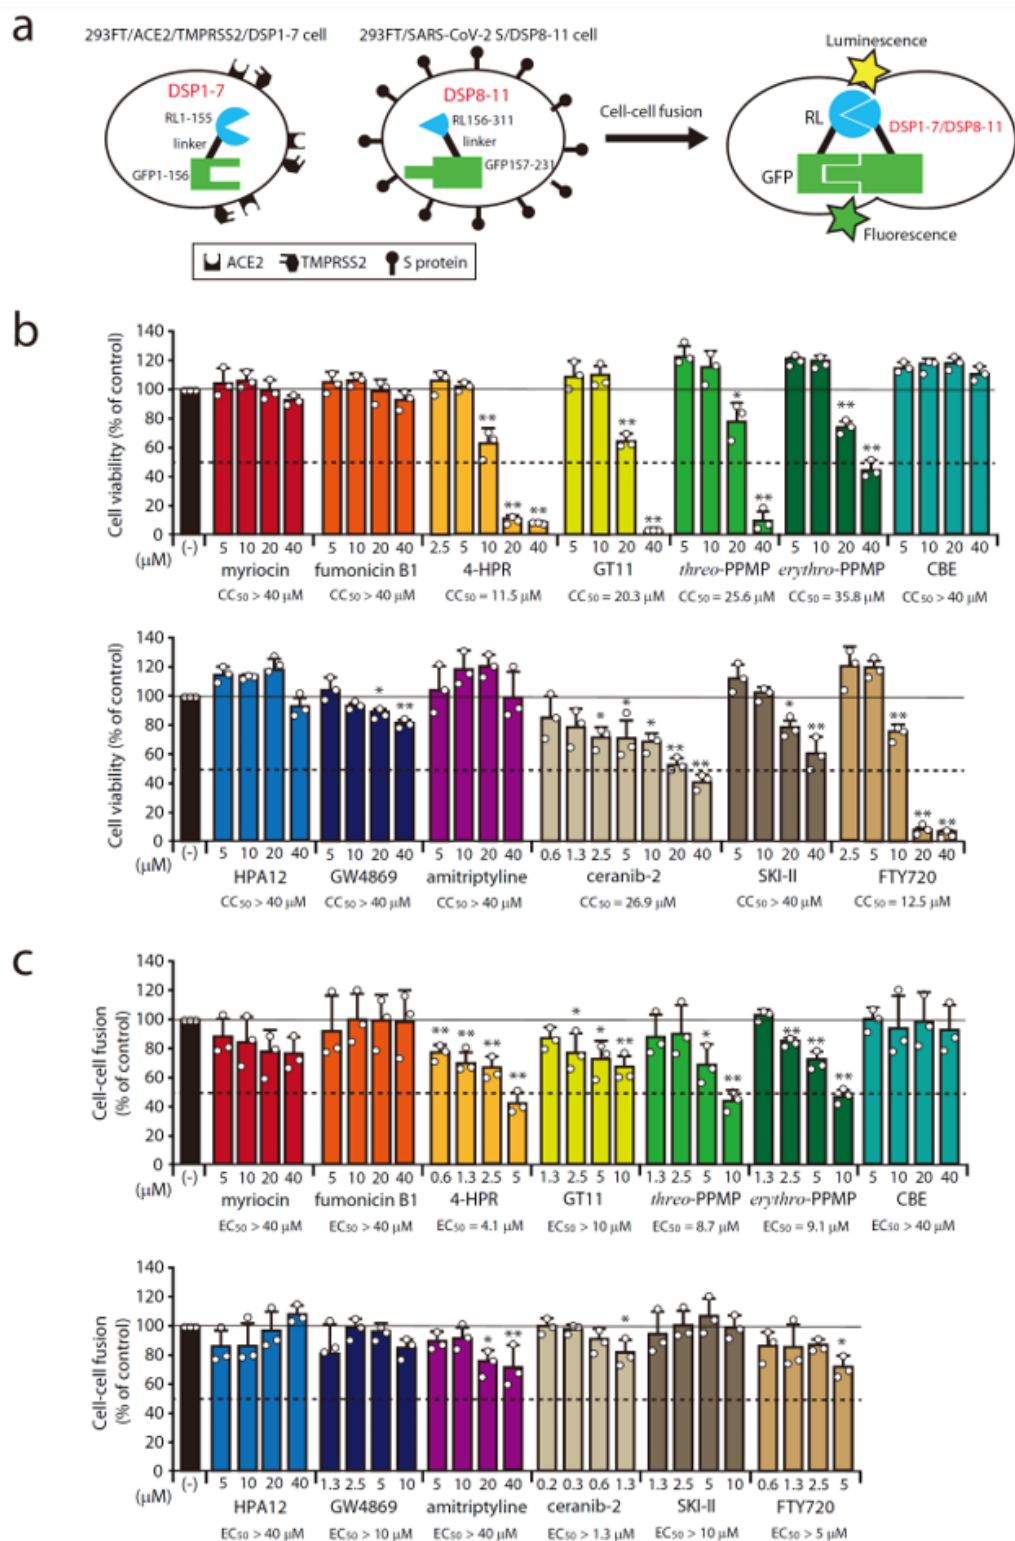 a
293FT/ACE2/TMPRSS2/DSP1-7 cell
293FT/SARS-CoV-2 S/DSP8-11 cell
Luminescence
DSP1-7
RL1-155
linker
GFP1-156
DSP8-11
RL156-311
linker
GFP157-231
Cell-cell fusion
RL
DSP1-7/DSP8-11
GFP
Fluorescence
ACE2 TMPRSS2 S protein
b
Cell viability (% of control)
140
120
100
80
60
40
20
0
** ** ** ** ** * ** ** **
(-) 5 10 20 40 5 10 20 40 2.5 5 10 20 40 5 10 20 40 5 10 20 40 5 10 20 40 5 10 20 40
(μM)
myriocin fumonicin B1 4-HPR GT11 threo-PPMP erythro-PPMP CBE
CC50 > 40 μM CC50 > 40 μM CC50 = 11.5 μM CC50 = 20.3 μM CC50 = 25.6 μM CC50 = 35.8 μM CC50 > 40 μM
Cell viability (% of control)
140
120
100
80
60
40
20
0
* ** * * * ** ** * ** ** ** **
(-) 5 10 20 40 5 10 20 40 5 10 20 40 0.6 1.3 2.5 5 10 20 40 5 10 20 40 2.5 5 10 20 40
(μM)
HPA12 GW4869 amitriptyline ceranib-2 SKI-II FTY720
CC50 > 40 μM CC50 > 40 μM CC50 > 40 μM CC50 = 26.9 μM CC50 > 40 μM CC50 = 12.5 μM
c
Cell-cell fusion
(% of control)
140
120
100
80
60
40
20
0
** ** ** ** * * ** * ** ** ** **
(-) 5 10 20 40 5 10 20 40 0.6 1.3 2.5 5 1.3 2.5 5 10 1.3 2.5 5 10 1.3 2.5 5 10 5 10 20 40
(μM)
myriocin fumonicin B1 4-HPR GT11 threo-PPMP erythro-PPMP CBE
EC50 > 40 μM EC50 > 40 μM EC50 = 4.1 μM EC50 > 10 μM EC50 = 8.7 μM EC50 = 9.1 μM EC50 > 40 μM
Cell-cell fusion
(% of control)
140
120
100
80
60
40
20
0
* ** * *
(-) 5 10 20 40 1.3 2.5 5 10 5 10 20 40 0.2 0.3 0.6 1.3 1.3 2.5 5 10 0.6 1.3 2.5 5
(μM)
HPA12 GW4869 amitriptyline ceranib-2 SKI-II FTY720
EC50 > 40 μM EC50 > 10 μM EC50 > 40 μM EC50 > 1.3 μM EC50 > 10 μM EC50 > 5 μM